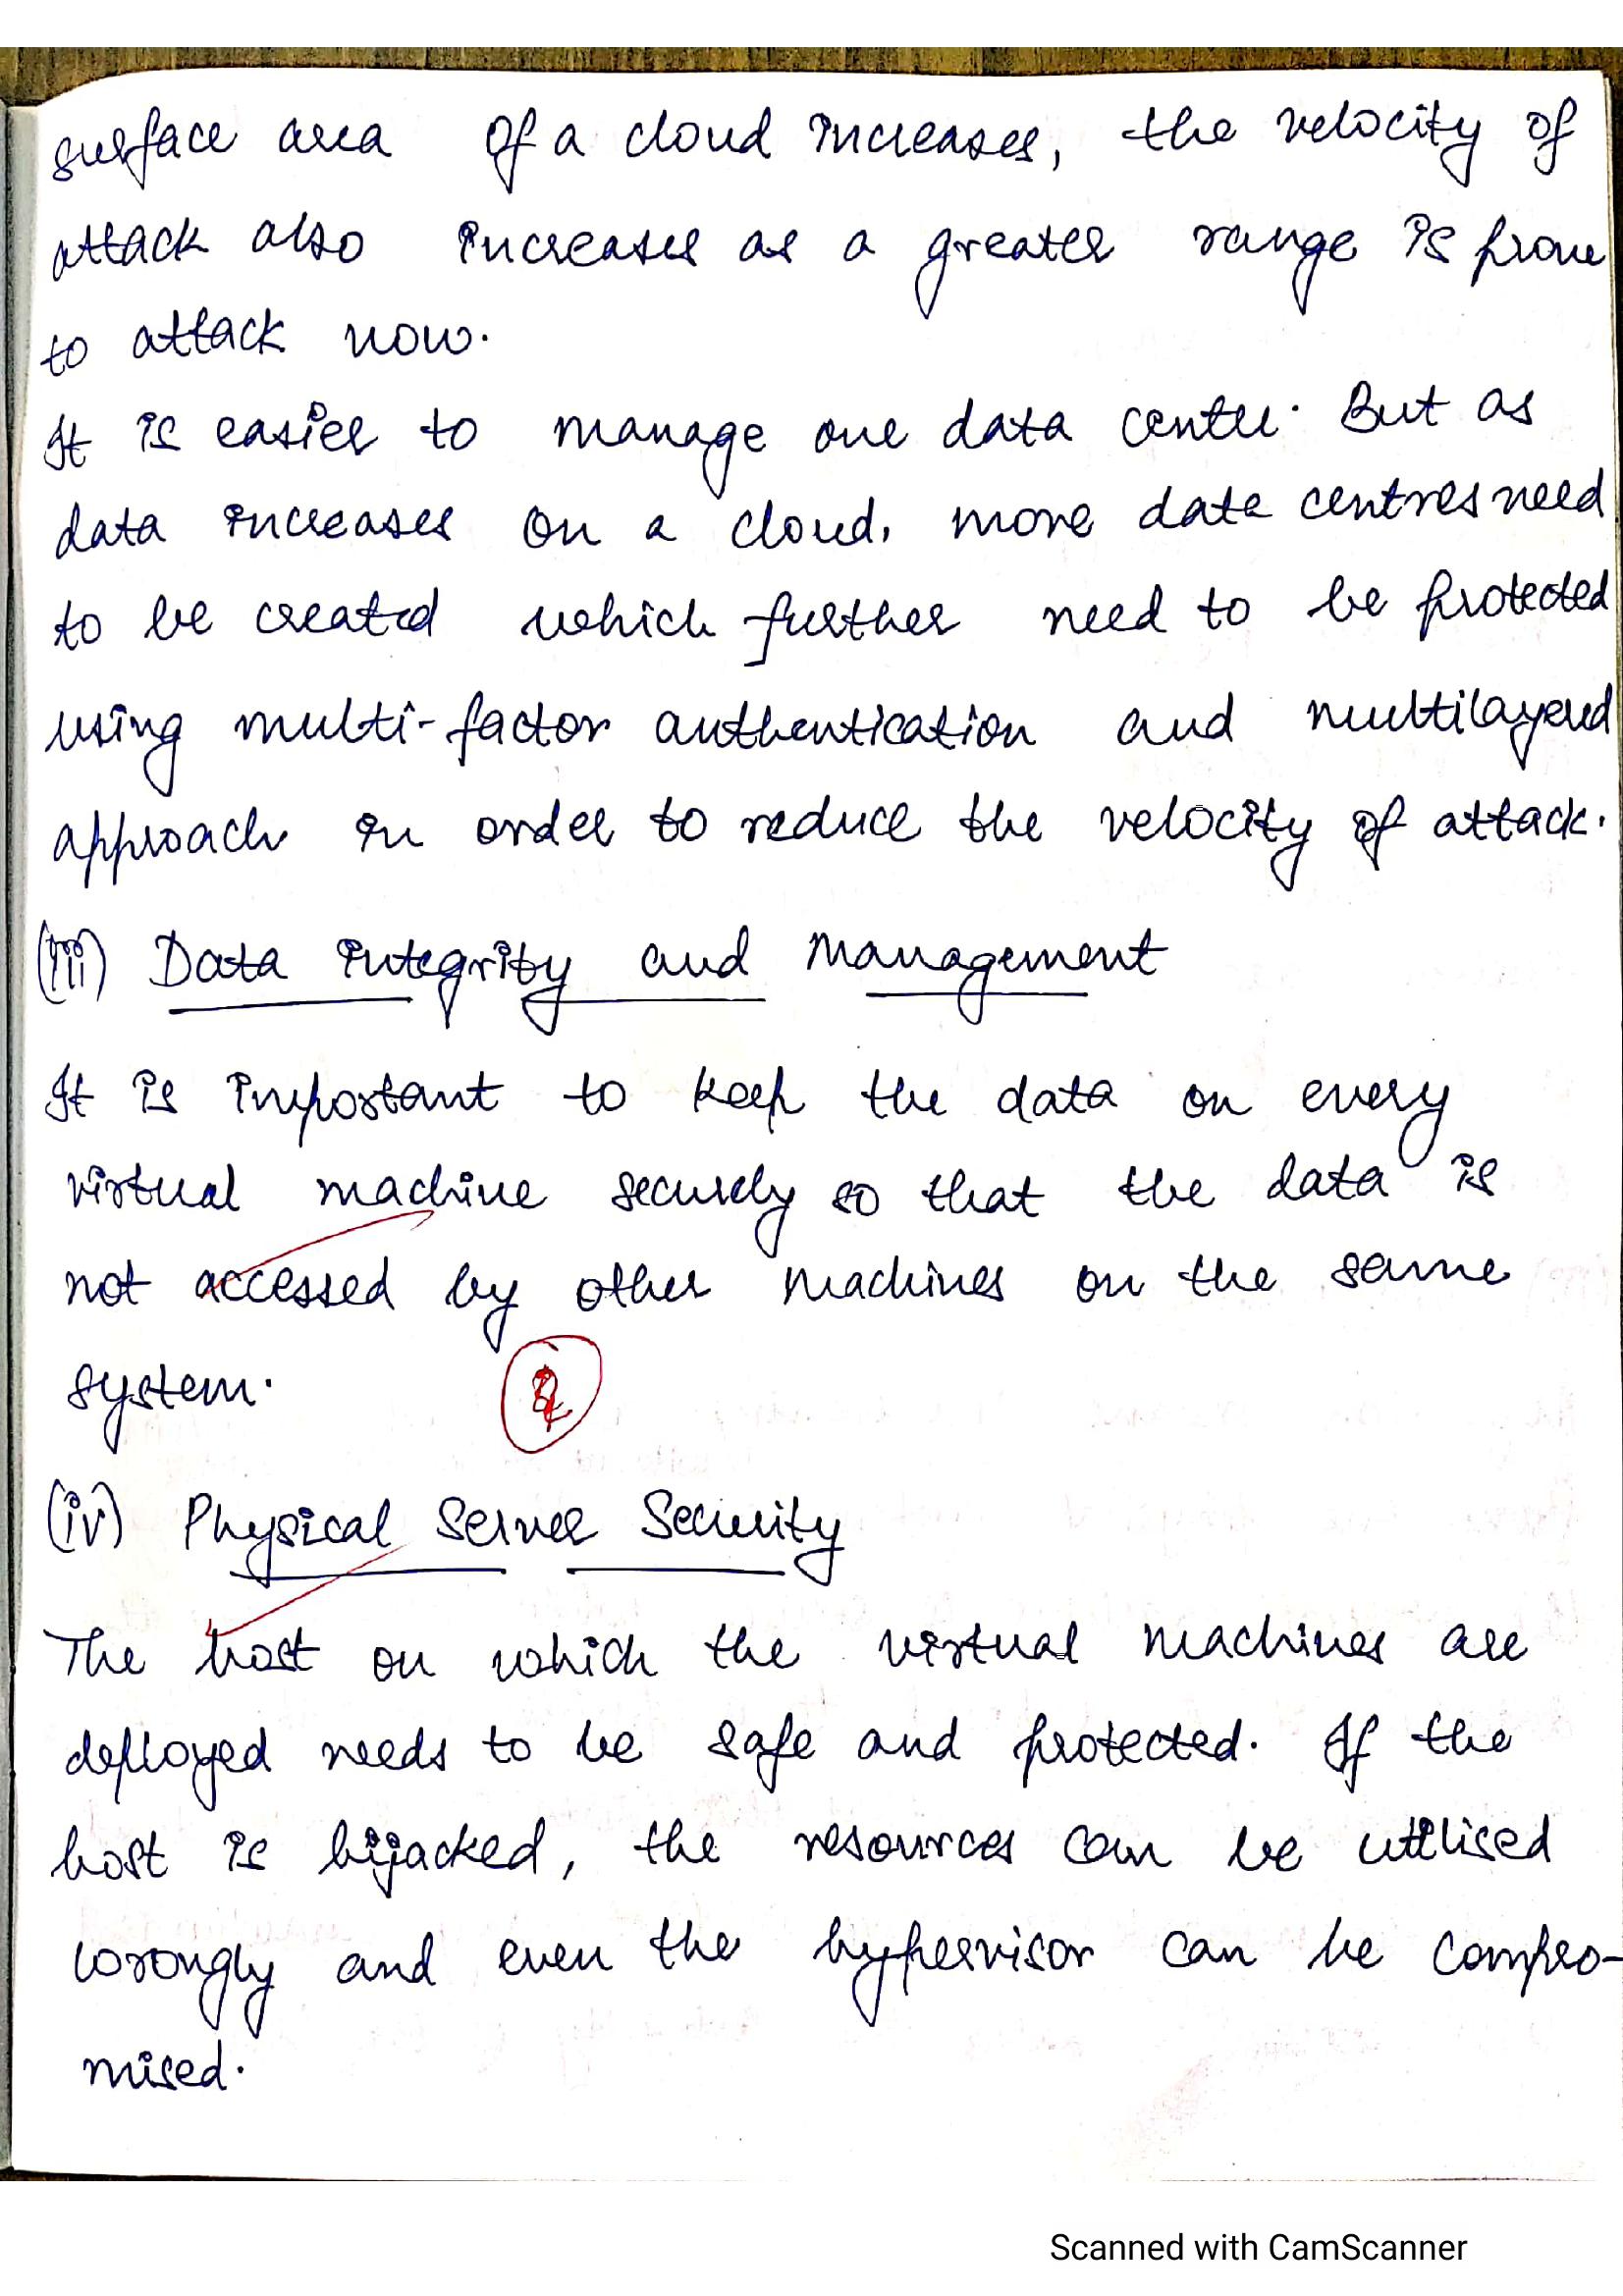 surface area of a cloud increases, the velocity of
attack also increases as a greater range is prone
to attack now.
It is easier to manage one data center. But as
data increases on a cloud, more data centres need
to be created which further need to be protected
using multi-factor authentication and multilayered
approach in order to reduce the velocity of attack.
(iii) Data integrity and Management
It is important to keep the data on every
virtual machine securely so that the data is
not accessed by other machines on the same
system.
(iv) Physical Server Security
The host on which the virtual machines are
deployed needs to be safe and protected. If the
host is hijacked, the resources can be utilised
wrongly and even the hypervisor can be compro-
mised.
Scanned with CamScanner